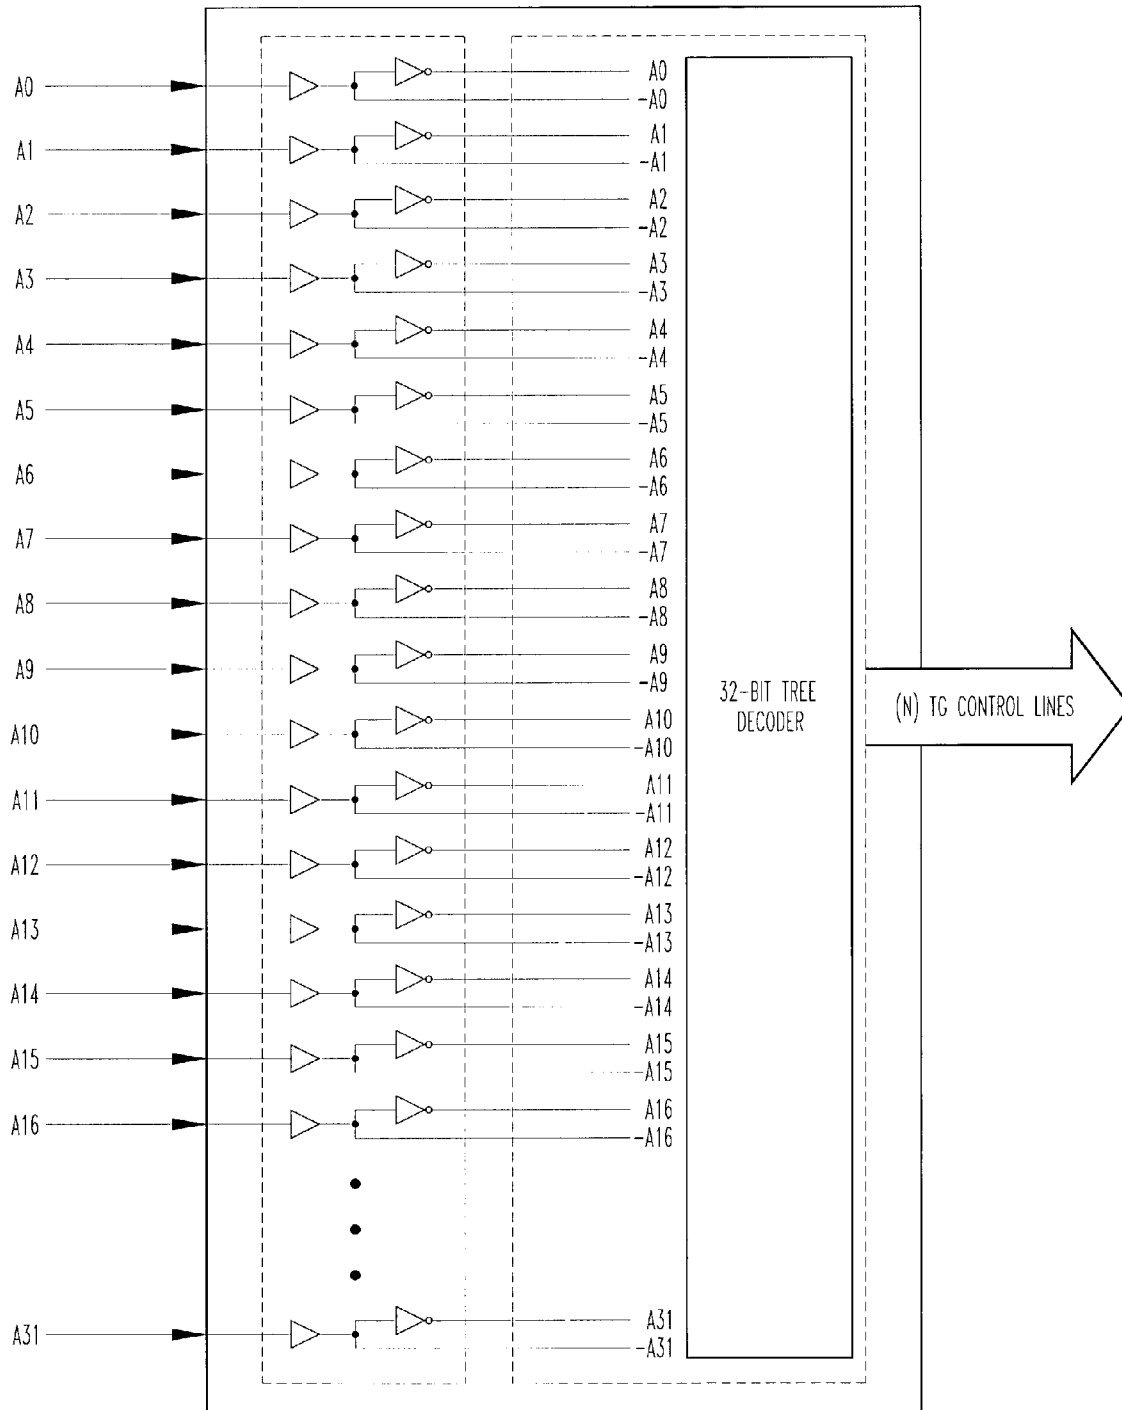 A0
A0
-A0
A1
A1
-A1
A2
A2
-A2
A3
A3
-A3
A4
A4
-A4
A5
A5
-A5
A6
A6
-A6
A7
A7
-A7
A8
A8
-A8
A9
A9
-A9
32-BIT TREE
DECODER
(N) TG CONTROL LINES
A10
A10
-A10
A11
A11
-A11
A12
A12
-A12
A13
A13
-A13
A14
A14
-A14
A15
A15
-A15
A16
A16
-A16
A31
A31
-A31